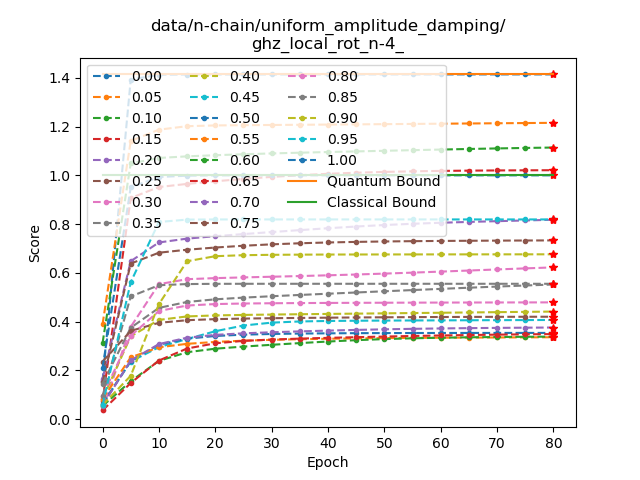 data/n-chain/uniform_amplitude_damping/
ghz_local_rot_n-4_
Score
1.4
1.2
1.0
0.8
0.6
0.4
0.2
0.0
0.00 0.40 0.80
0.05 0.45 0.85
0.10 0.50 0.90
0.15 0.55 0.95
0.20 0.60 1.00
0.25 0.65 Quantum Bound
0.30 0.70 Classical Bound
0.35 0.75
0 10 20 30 40 50 60 70 80
Epoch